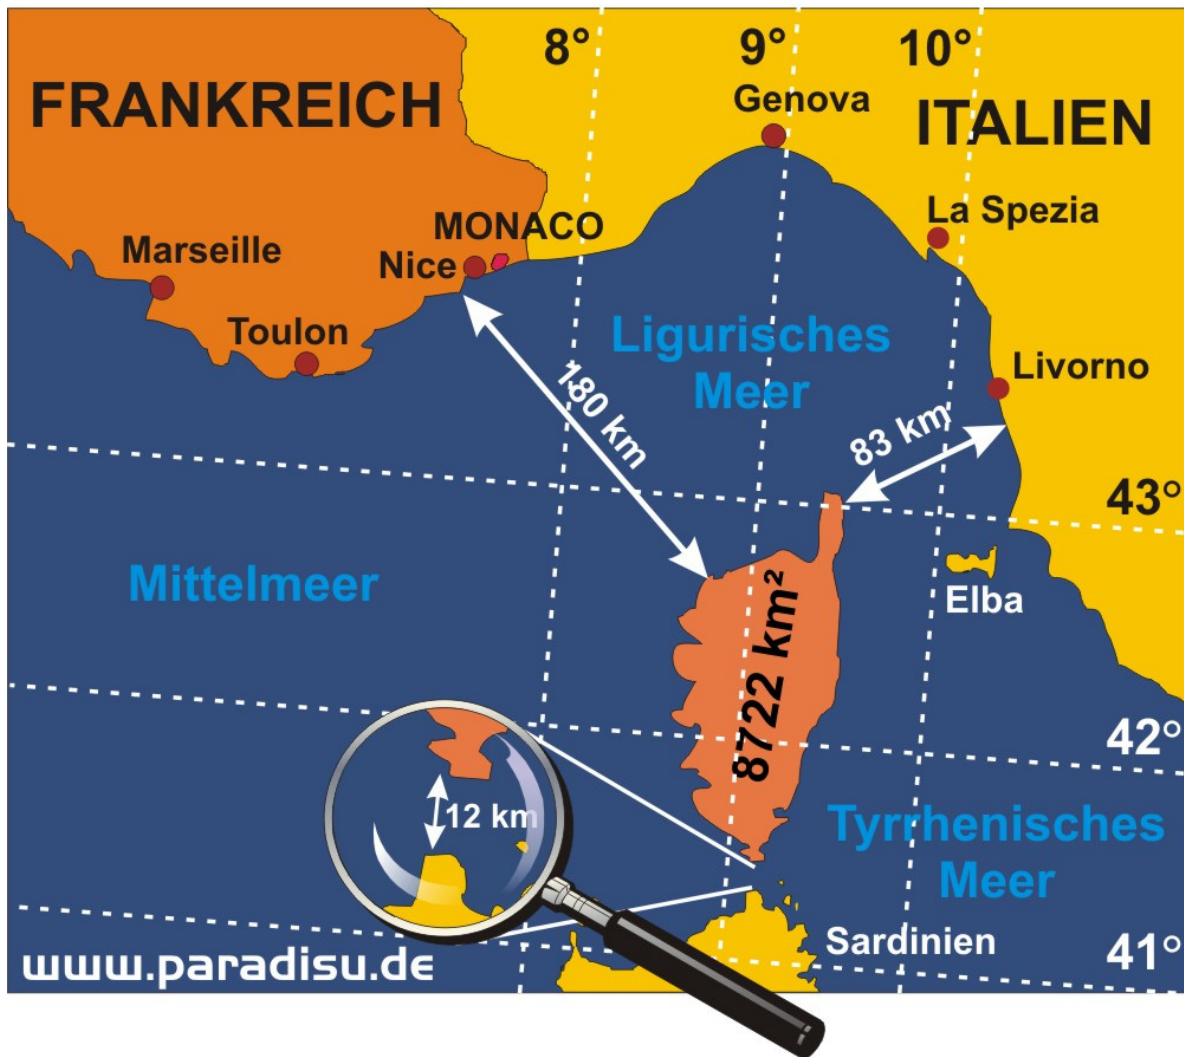 8°
9°
10°
Genova
FRANKREICH
ITALIEN
La Spezia
MONACO
Marseille
Nice
Toulon
Ligurisches
Meer
Livorno
180 km
83 km
43°
Mittelmeer
Elba
8722 km²
42°
12 km
Tyrrhenisches
Meer
Sardinien
41°
www.paradisu.de